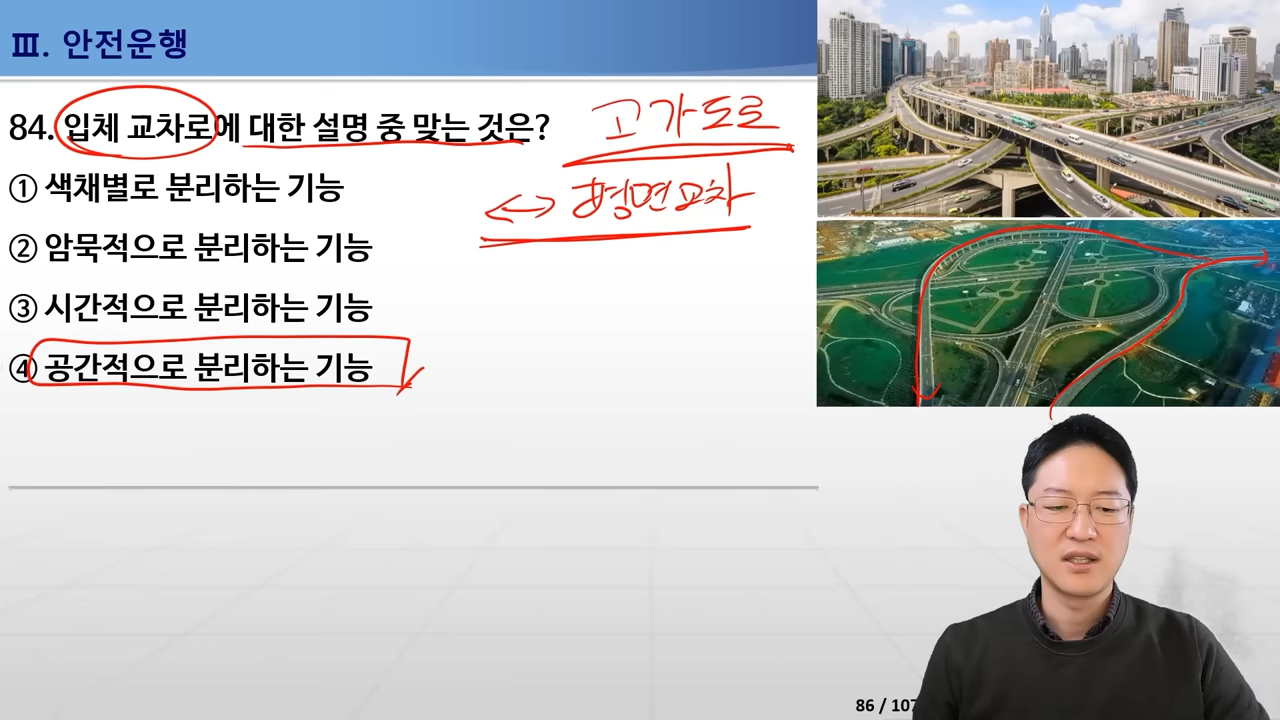 Ⅲ. 안전운행
84. 입체 교차로에 대한 설명 중 맞는 것은?
고가도로
① 색채별로 분리하는 기능
↔ 평면교차
② 암묵적으로 분리하는 기능
③ 시간적으로 분리하는 기능
④ 공간적으로 분리하는 기능
86 / 107